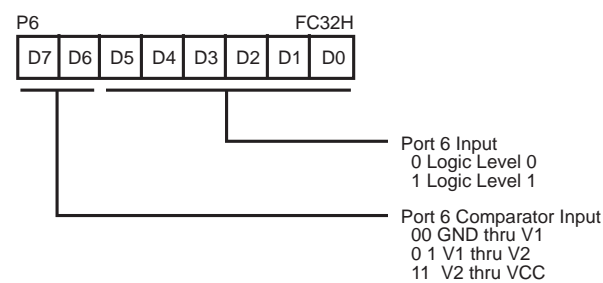 P6 FC32H
D7 D6 D5 D4 D3 D2 D1 D0
Port 6 Input
0 Logic Level 0
1 Logic Level 1
Port 6 Comparator Input
00 GND thru V1
0 1 V1 thru V2
11 V2 thru VCC